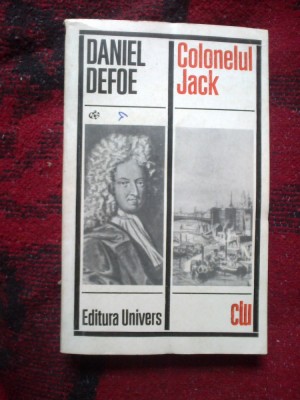 DANIEL
DEFOE
Colonelul
Jack
Editura Univers
clu